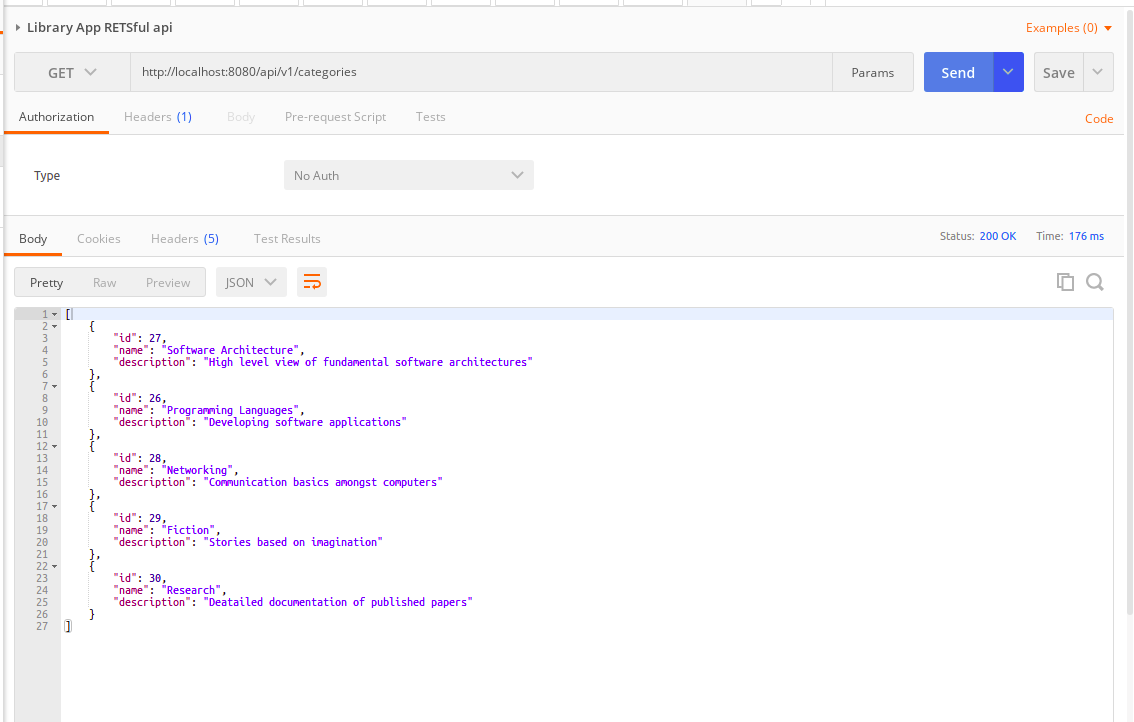 Library App RETSful api
Examples (0)
GET
http://localhost:8080/api/v1/categories
Params
Send
Save
Authorization
Headers (1)
Body
Pre-request Script
Tests
Code
Type
No Auth
Body
Cookies
Headers (5)
Test Results
Status: 200 OK
Time: 176 ms
Pretty
Raw
Preview
JSON
1 [
2 {
3 "id": 27,
4 "name": "Software Architecture",
5 "description": "High level view of fundamental software architectures"
6 },
7 {
8 "id": 26,
9 "name": "Programming Languages",
10 "description": "Developing software applications"
11 },
12 {
13 "id": 28,
14 "name": "Networking",
15 "description": "Communication basics amongst computers"
16 },
17 {
18 "id": 29,
19 "name": "Fiction",
20 "description": "Stories based on imagination"
21 },
22 {
23 "id": 30,
24 "name": "Research",
25 "description": "Deatailed documentation of published papers"
26 }
27 ]